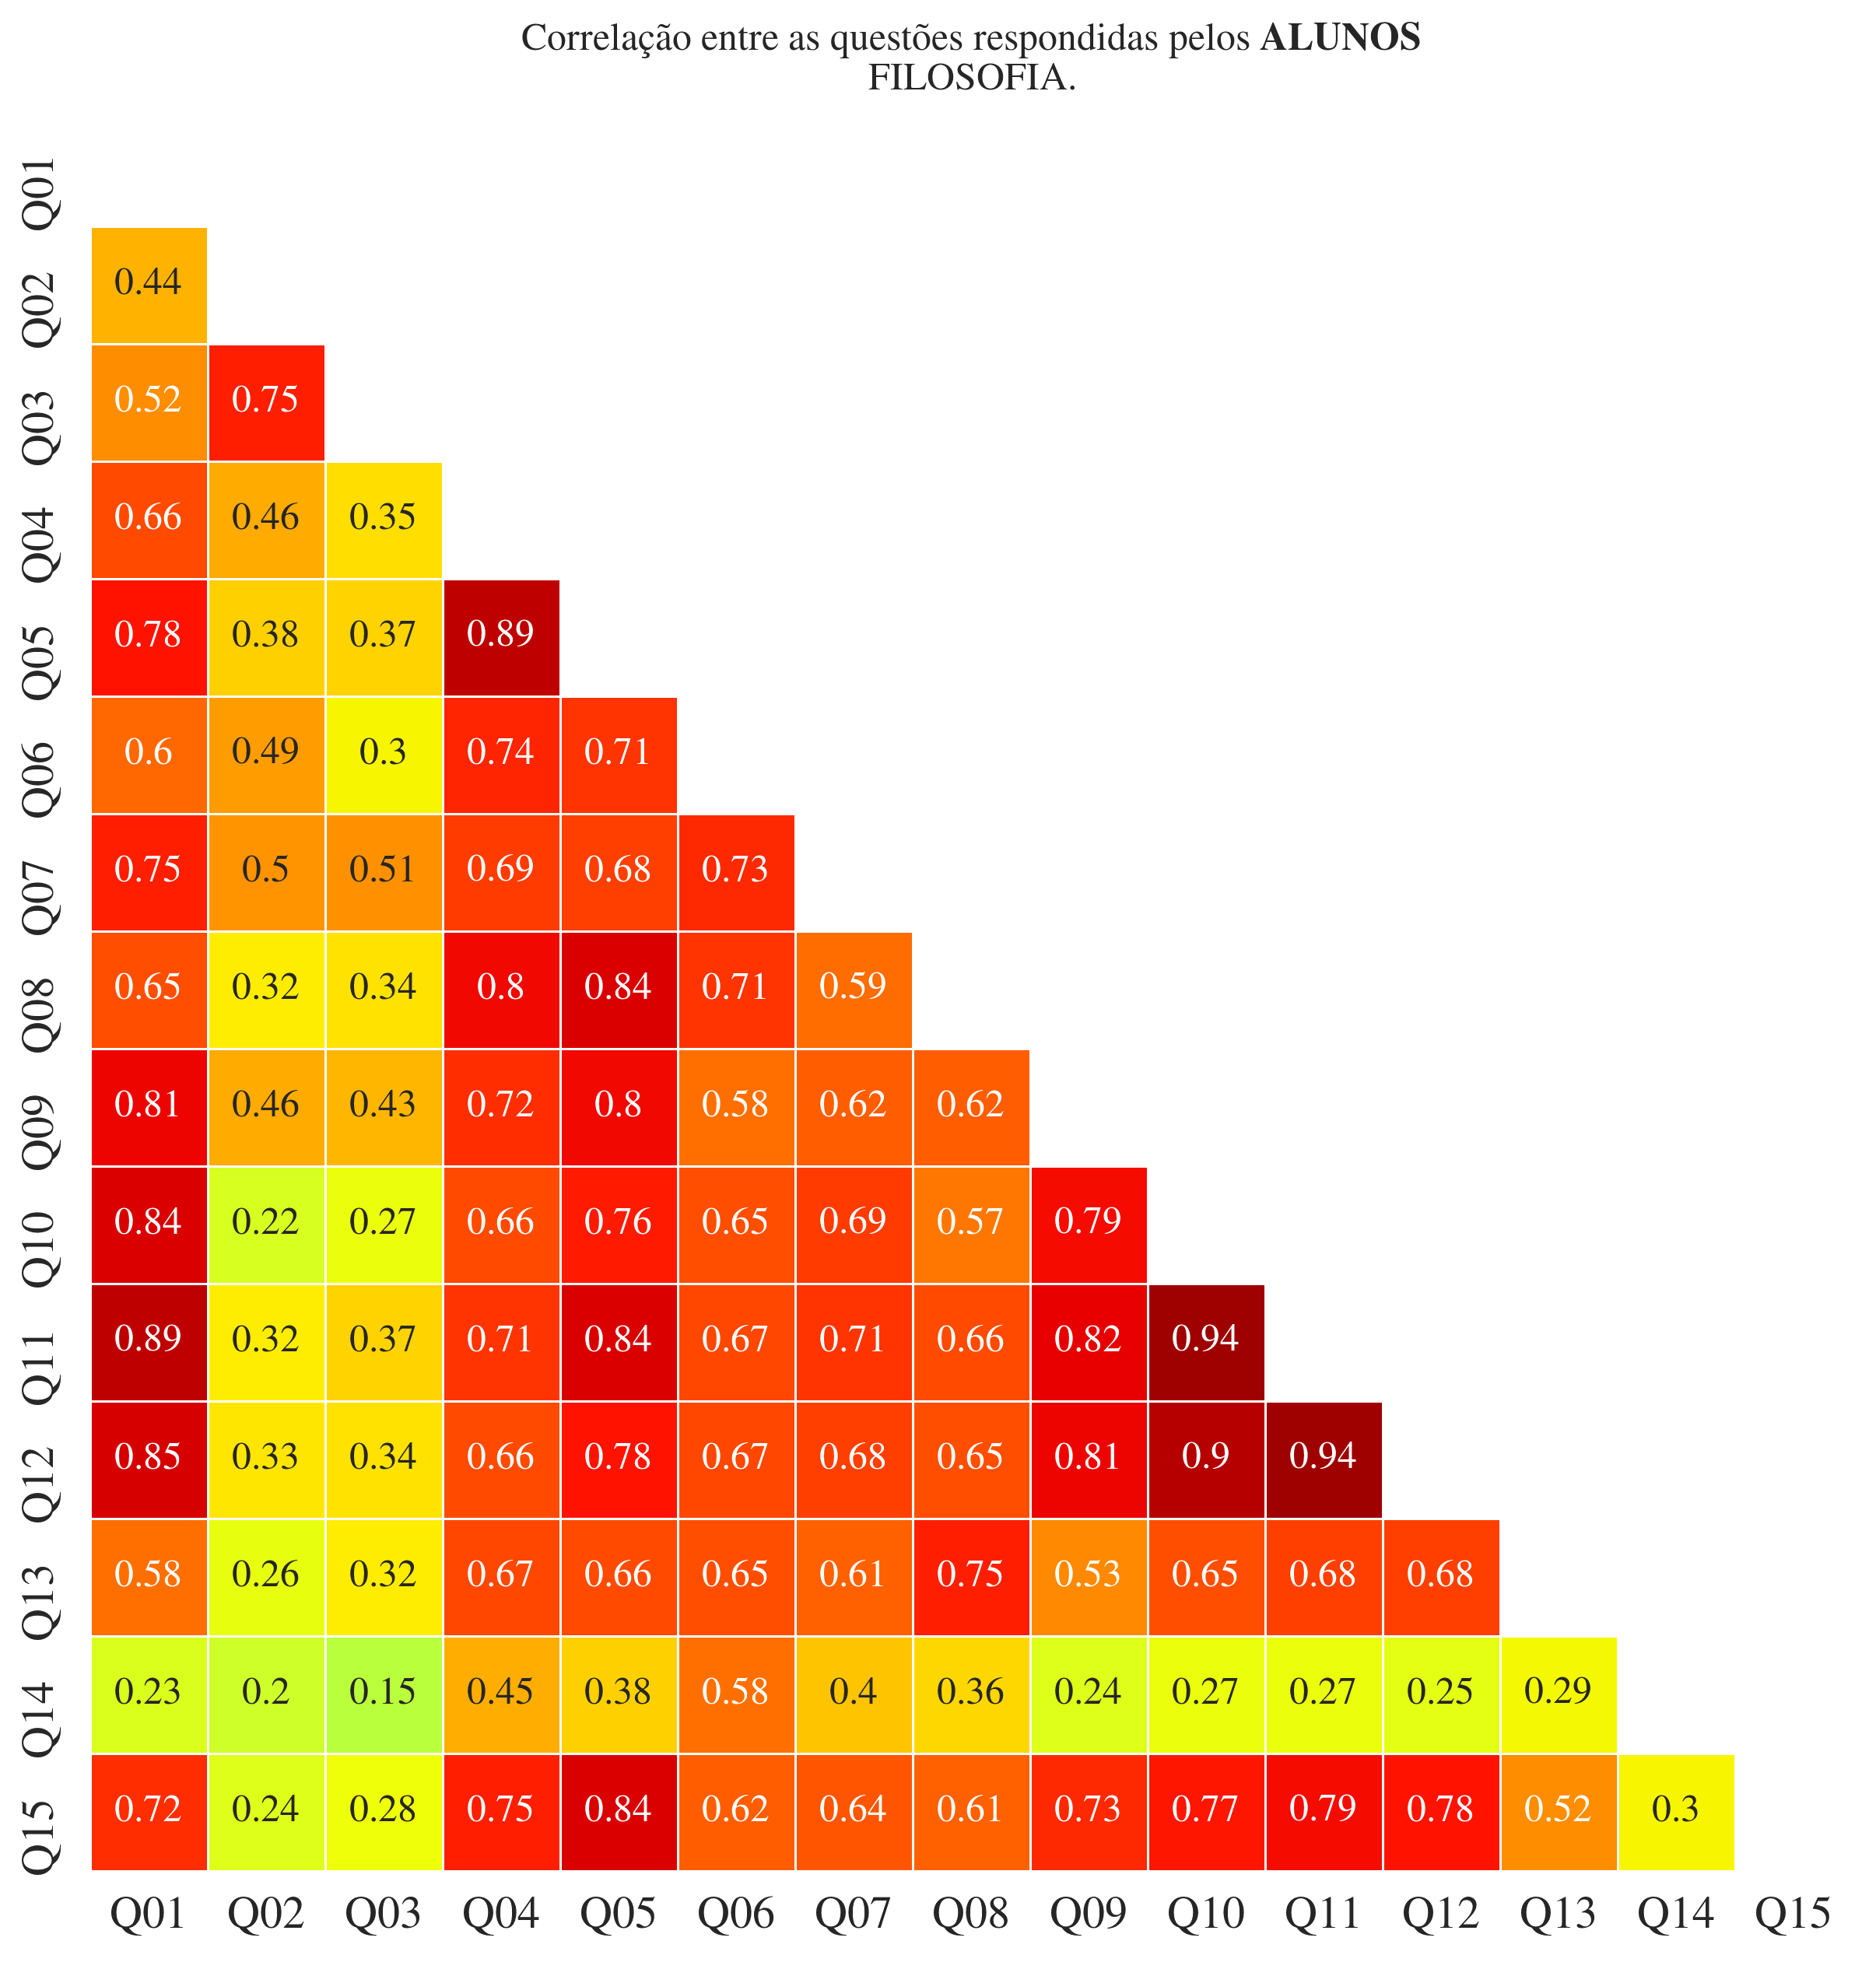 Correlação entre as questões respondidas pelos ALUNOS
FILOSOFIA.
Q01
Q02 0.44
Q03 0.52 0.75
Q04 0.66 0.46 0.35
Q05 0.78 0.38 0.37 0.89
Q06 0.6 0.49 0.3 0.74 0.71
Q07 0.75 0.5 0.51 0.69 0.68 0.73
Q08 0.65 0.32 0.34 0.8 0.84 0.71 0.59
Q09 0.81 0.46 0.43 0.72 0.8 0.58 0.62 0.62
Q10 0.84 0.22 0.27 0.66 0.76 0.65 0.69 0.57 0.79
Q11 0.89 0.32 0.37 0.71 0.84 0.67 0.71 0.66 0.82 0.94
Q12 0.85 0.33 0.34 0.66 0.78 0.67 0.68 0.65 0.81 0.9 0.94
Q13 0.58 0.26 0.32 0.67 0.66 0.65 0.61 0.75 0.53 0.65 0.68 0.68
Q14 0.23 0.2 0.15 0.45 0.38 0.58 0.4 0.36 0.24 0.27 0.27 0.25 0.29
Q15 0.72 0.24 0.28 0.75 0.84 0.62 0.64 0.61 0.73 0.77 0.79 0.78 0.52 0.3
Q01 Q02 Q03 Q04 Q05 Q06 Q07 Q08 Q09 Q10 Q11 Q12 Q13 Q14 Q15